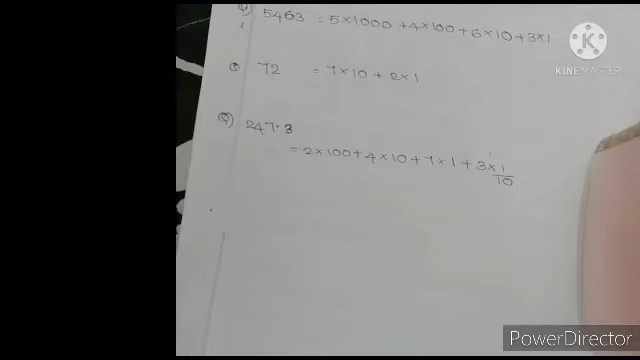 5463 = 5×1000 + 4×100 + 6×10 + 3×1
72 = 7×10 + 2×1
247.3
= 2×100 + 4×10 + 7×1 + 3×1/10
K
KINEMASTER
PowerDirector